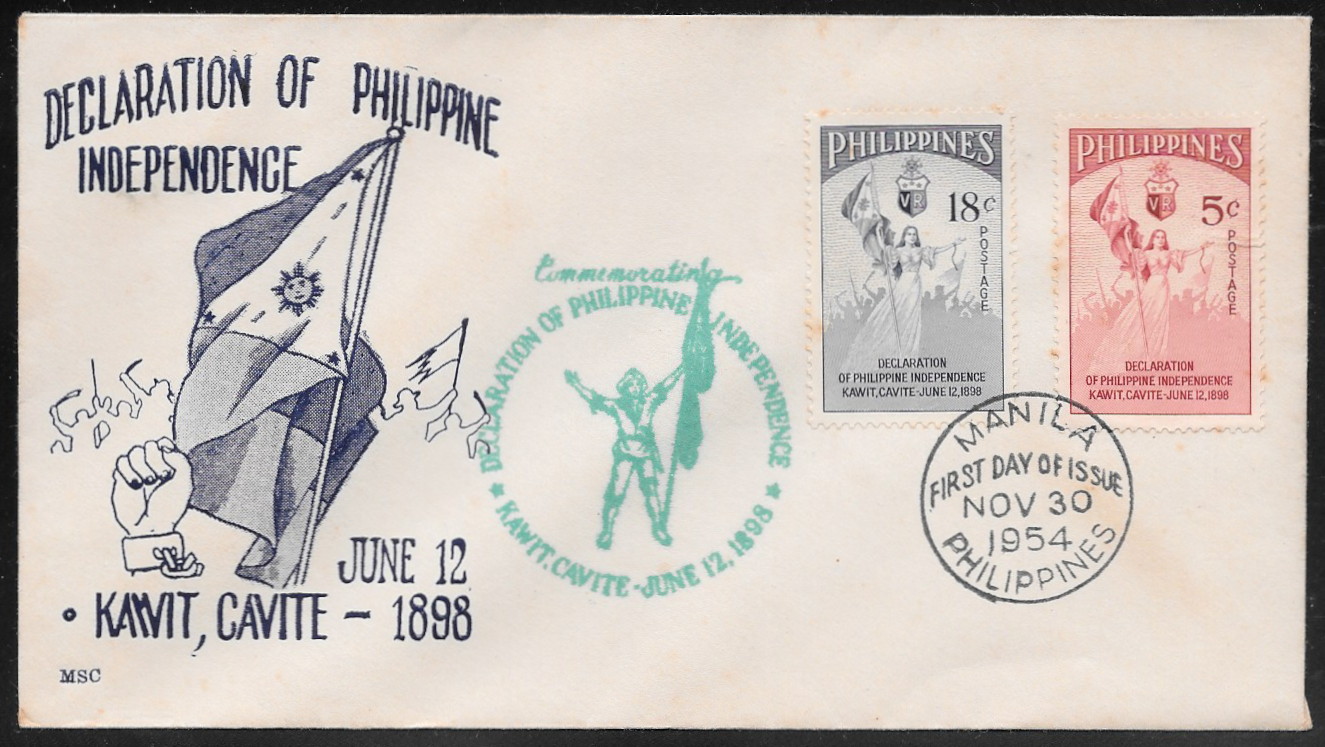 DECLARATION OF PHILIPPINE
INDEPENDENCE
JUNE 12
• KAWIT, CAVITE – 1898
MSC
Commemorating
DECLARATION OF PHILIPPINE INDEPENDENCE
★ KAWIT, CAVITE - JUNE 12, 1898 ★
PHILIPPINES
VR
18¢
POSTAGE
DECLARATION
OF PHILIPPINE INDEPENDENCE
KAWIT, CAVITE - JUNE 12, 1898
PHILIPPINES
VR
5¢
POSTAGE
DECLARATION
OF PHILIPPINE INDEPENDENCE
KAWIT, CAVITE - JUNE 12, 1898
MANILA
FIRST DAY OF ISSUE
NOV 30
1954
PHILIPPINES